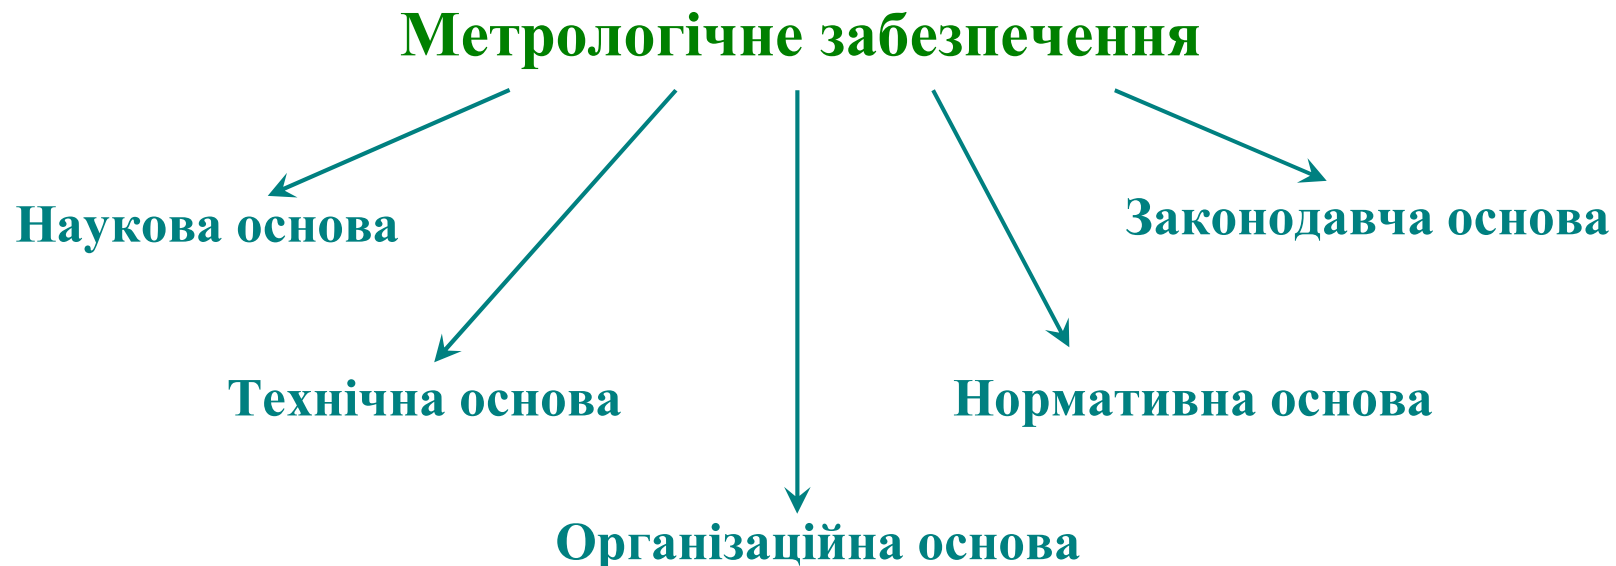 Метрологічне забезпечення
Наукова основа
Законодавча основа
Технічна основа
Нормативна основа
Організаційна основа